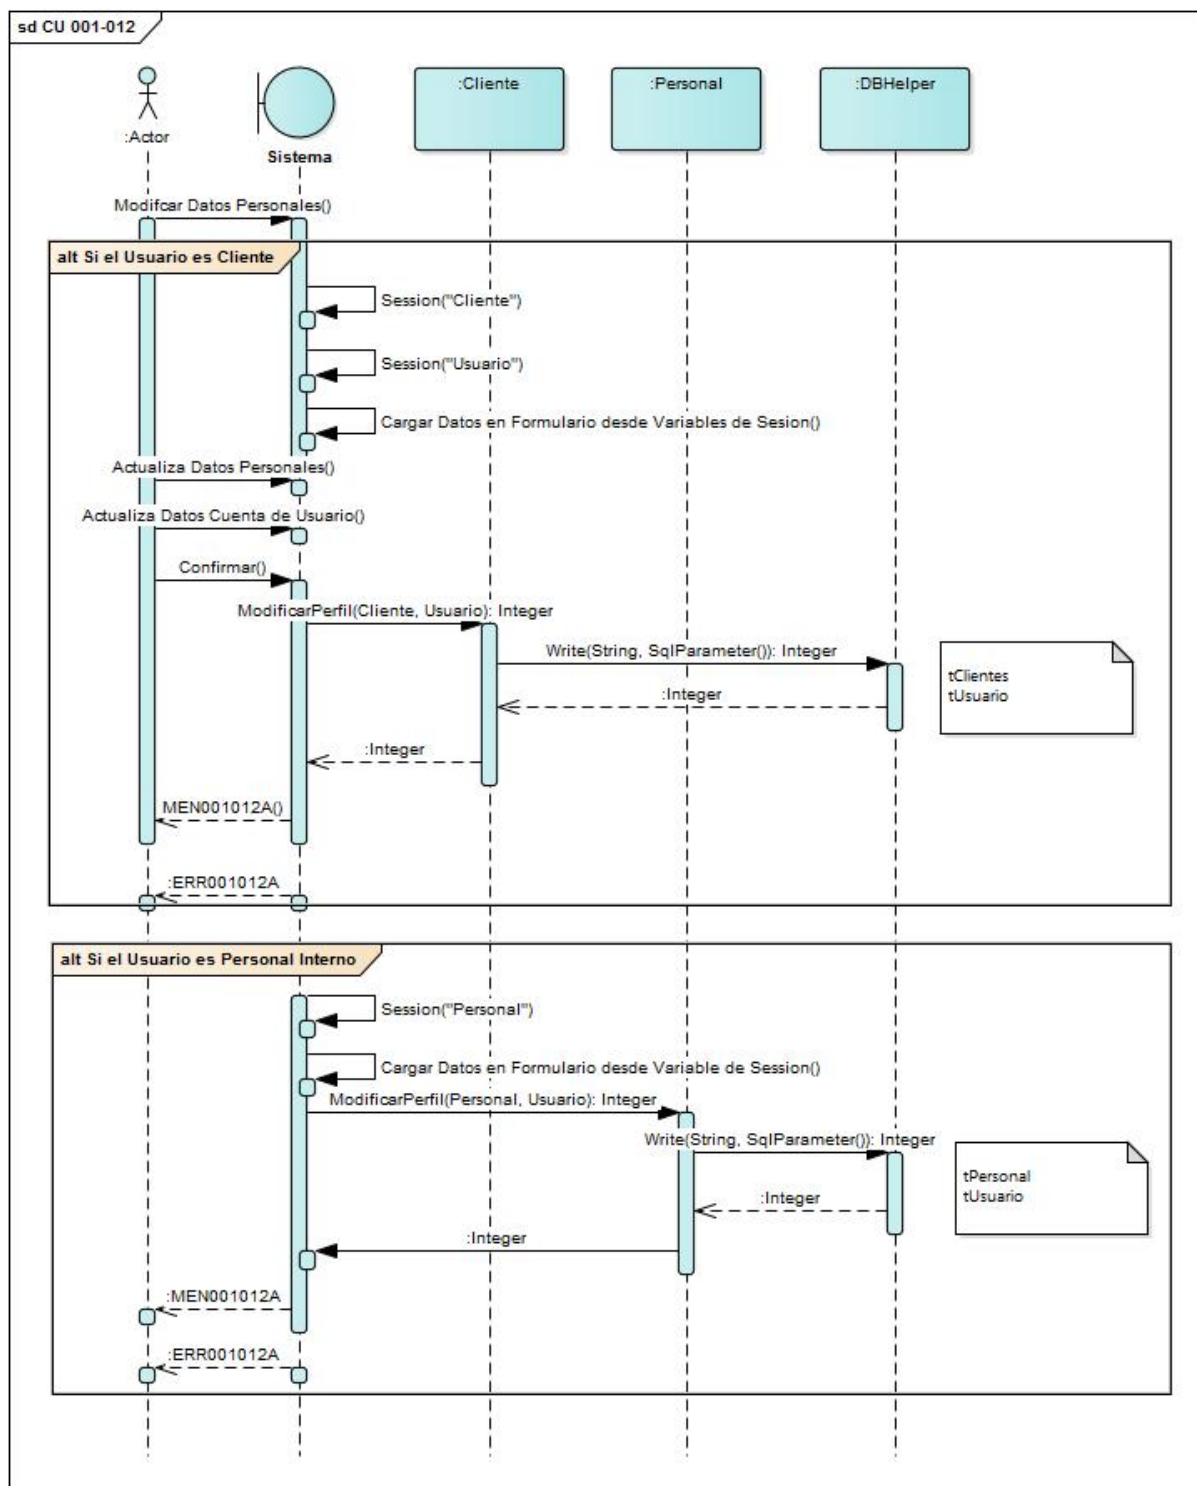 sd CU 001-012
:Cliente
:Personal
:DBHelper
:Actor
Sistema
Modifcar Datos Personales()
alt Si el Usuario es Cliente
Session("Cliente")
Session("Usuario")
Cargar Datos en Formulario desde Variables de Sesion()
Actualiza Datos Personales()
Actualiza Datos Cuenta de Usuario()
Confirmar()
ModificarPerfil(Cliente, Usuario): Integer
Write(String, SqlParameter()): Integer
tClientes
tUsuario
:Integer
:Integer
MEN001012A()
:ERR001012A
alt Si el Usuario es Personal Interno
Session("Personal")
Cargar Datos en Formulario desde Variable de Session()
ModificarPerfil(Personal, Usuario): Integer
Write(String, SqlParameter()): Integer
tPersonal
tUsuario
:Integer
:Integer
:MEN001012A
:ERR001012A